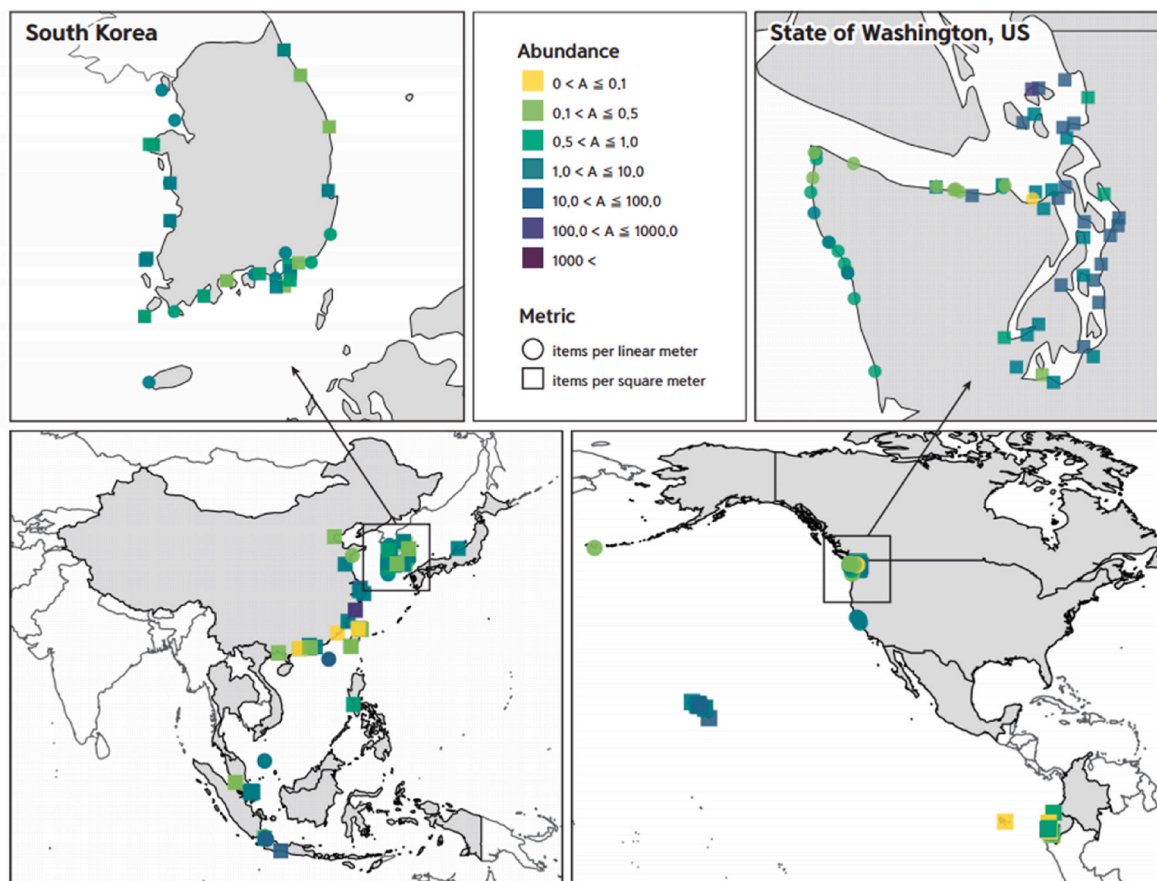 South Korea
Abundance
0 < A ≦ 0.1
0.1 < A ≦ 0.5
0.5 < A ≦ 1.0
1.0 < A ≦ 10.0
10.0 < A ≦ 100.0
100.0 < A ≦ 1000.0
1000 <
Metric
items per linear meter
items per square meter
State of Washington, US